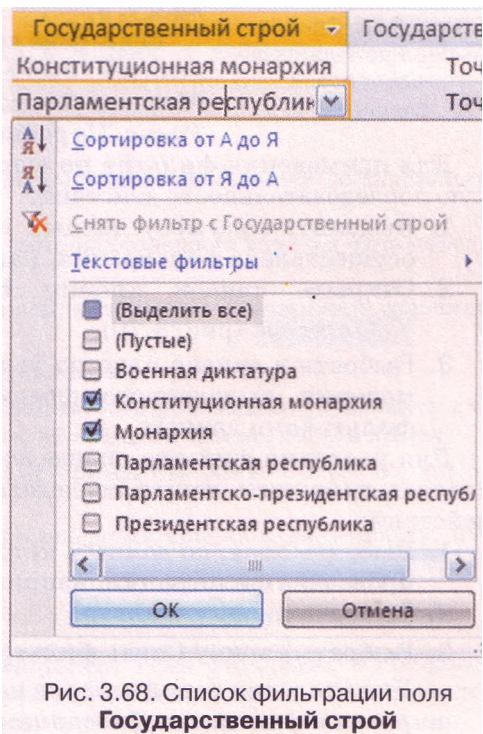 Государственный строй Государств
Конституционная монархия Точ
Парламентская республик Точ
Сортировка от А до Я
Сортировка от Я до А
Снять фильтр с Государственный строй
Текстовые фильтры
(Выделить все)
(Пустые)
Военная диктатура
Конституционная монархия
Монархия
Парламентская республика
Парламентско-президентская республ
Президентская республика
ОК Отмена
Рис. 3.68. Список фильтрации поля
Государственный строй